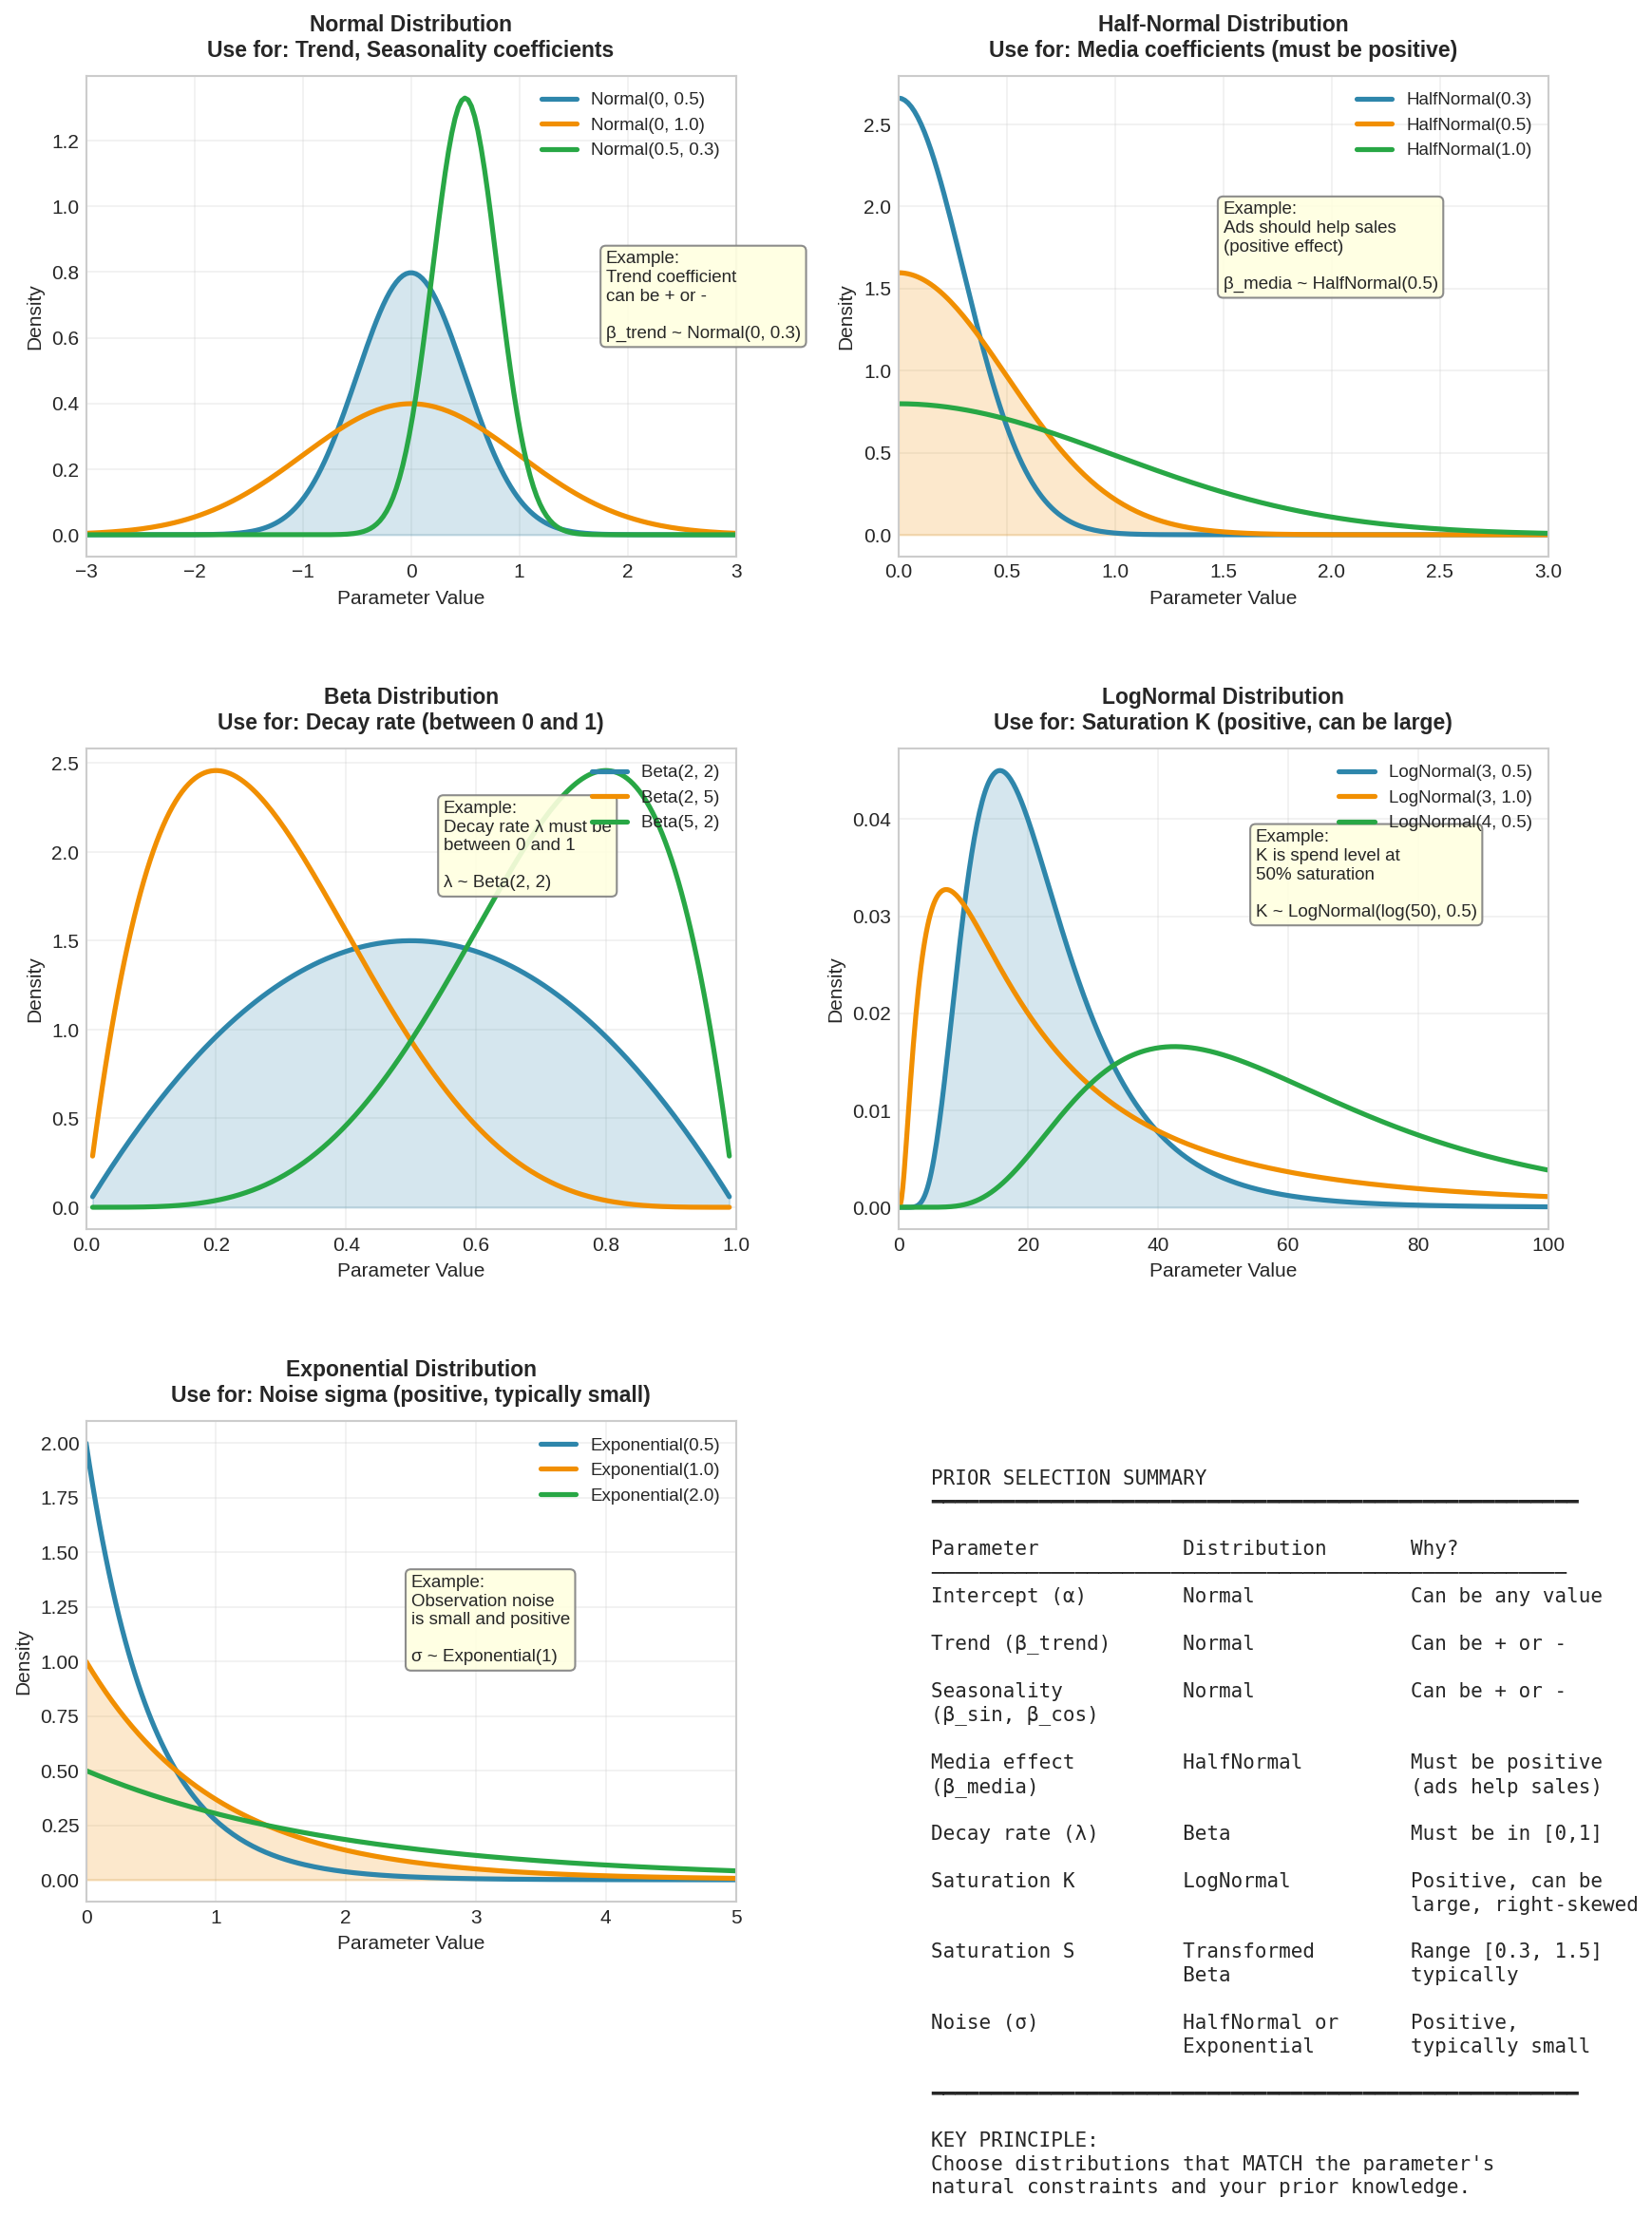 Normal Distribution
Use for: Trend, Seasonality coefficients
Normal(0, 0.5)
Normal(0, 1.0)
Normal(0.5, 0.3)
Example:
Trend coefficient
can be + or -
β_trend ~ Normal(0, 0.3)
Density
1.2
1.0
0.8
0.6
0.4
0.2
0.0
−3 −2 −1 0 1 2 3
Parameter Value
Half-Normal Distribution
Use for: Media coefficients (must be positive)
HalfNormal(0.3)
HalfNormal(0.5)
HalfNormal(1.0)
Example:
Ads should help sales
(positive effect)
β_media ~ HalfNormal(0.5)
Density
2.5
2.0
1.5
1.0
0.5
0.0
0.0 0.5 1.0 1.5 2.0 2.5 3.0
Parameter Value
Beta Distribution
Use for: Decay rate (between 0 and 1)
Beta(2, 2)
Beta(2, 5)
Beta(5, 2)
Example:
Decay rate λ must be
between 0 and 1
λ ~ Beta(2, 2)
Density
2.5
2.0
1.5
1.0
0.5
0.0
0.0 0.2 0.4 0.6 0.8 1.0
Parameter Value
LogNormal Distribution
Use for: Saturation K (positive, can be large)
LogNormal(3, 0.5)
LogNormal(3, 1.0)
LogNormal(4, 0.5)
Example:
K is spend level at
50% saturation
K ~ LogNormal(log(50), 0.5)
Density
0.04
0.03
0.02
0.01
0.00
0 20 40 60 80 100
Parameter Value
Exponential Distribution
Use for: Noise sigma (positive, typically small)
Exponential(0.5)
Exponential(1.0)
Exponential(2.0)
Example:
Observation noise
is small and positive
σ ~ Exponential(1)
Density
2.00
1.75
1.50
1.25
1.00
0.75
0.50
0.25
0.00
0 1 2 3 4 5
Parameter Value
PRIOR SELECTION SUMMARY
Parameter Distribution Why?
Intercept (α) Normal Can be any value
Trend (β_trend) Normal Can be + or -
Seasonality Normal Can be + or -
(β_sin, β_cos)
Media effect HalfNormal Must be positive
(β_media) (ads help sales)
Decay rate (λ) Beta Must be in [0,1]
Saturation K LogNormal Positive, can be
large, right-skewed
Saturation S Transformed Range [0.3, 1.5]
Beta typically
Noise (σ) HalfNormal or Positive,
Exponential typically small
KEY PRINCIPLE:
Choose distributions that MATCH the parameter's
natural constraints and your prior knowledge.